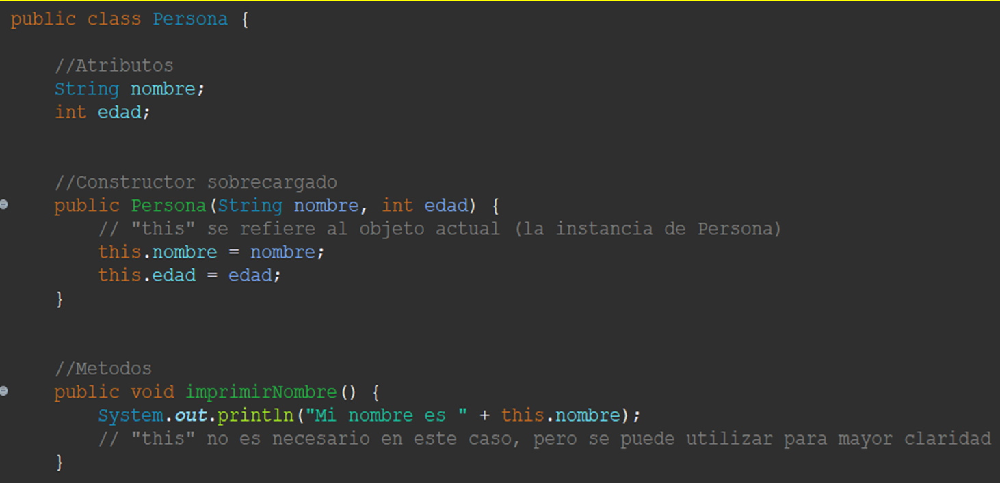 public class Persona {
//Atributos
String nombre;
int edad;
//Constructor sobrecargado
public Persona(String nombre, int edad) {
// "this" se refiere al objeto actual (la instancia de Persona)
this.nombre = nombre;
this.edad = edad;
}
//Metodos
public void imprimirNombre() {
System.out.println("Mi nombre es " + this.nombre);
// "this" no es necesario en este caso, pero se puede utilizar para mayor claridad
}